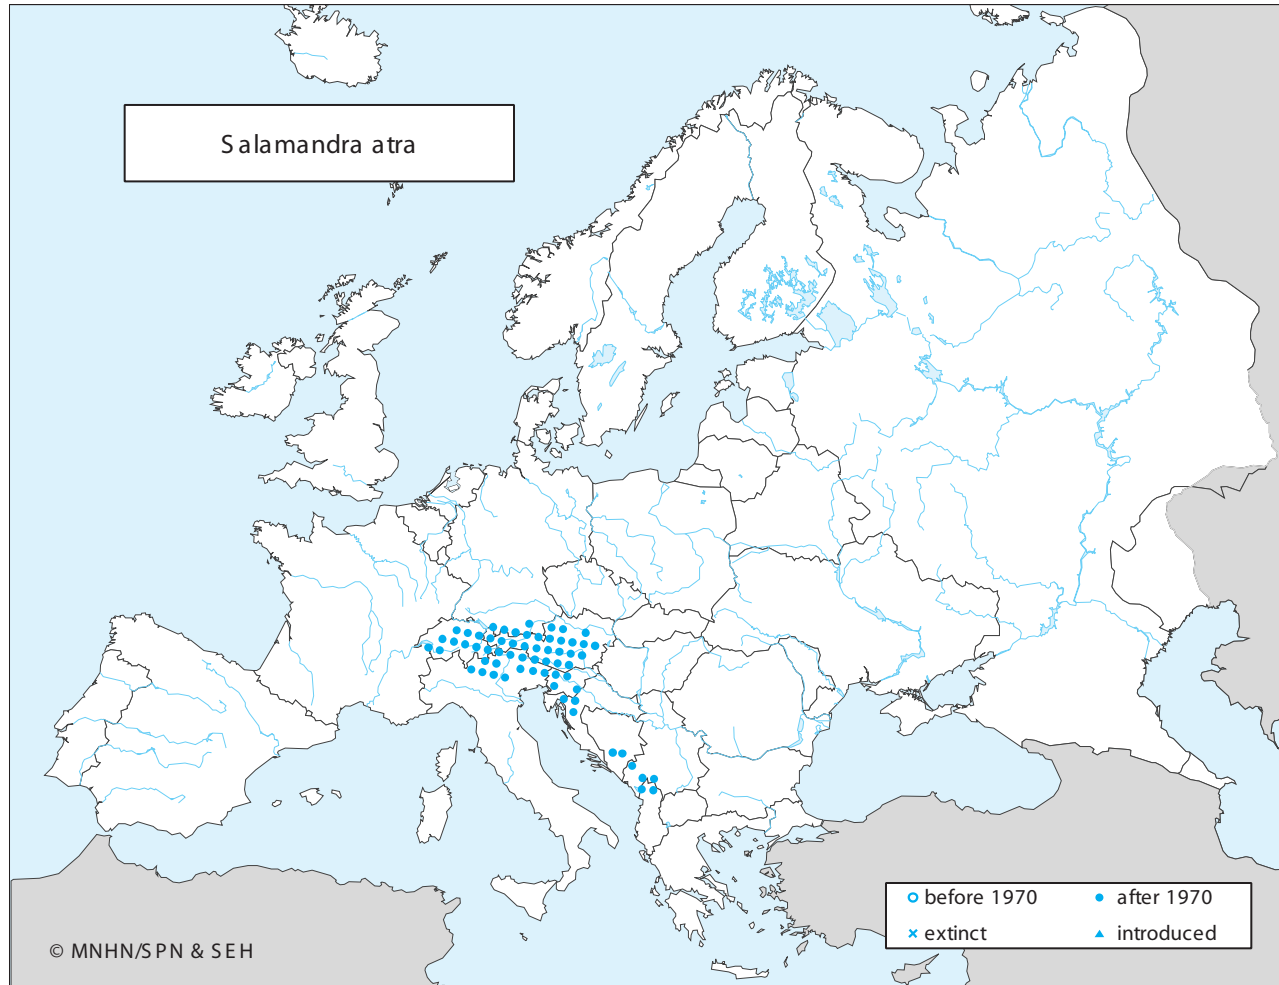 Salamandra atra
before 1970
after 1970
extinct
introduced
© MNHN/SPN & SEH